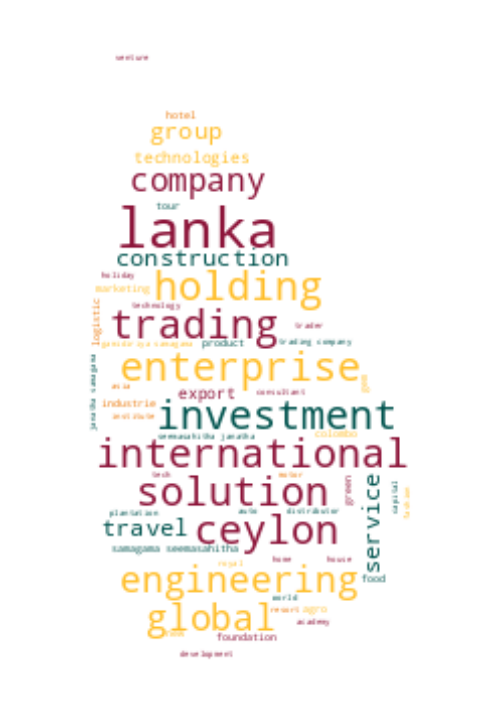 venture
hotel
group
technologies
company
tour
lanka
construction
holiday
marketing holding
technology
logistic trading trader
product trading company
janatha samagama
enterprise
asia
export consultant
industrie
institute investment
seemasahitha janatha colombo
international
tech motor
solution green
capital
plantation auto distributor
travel ceylon service
samagama seemasahitha
royal home house
engineering food
world
global resort agro
academy
foundation
development